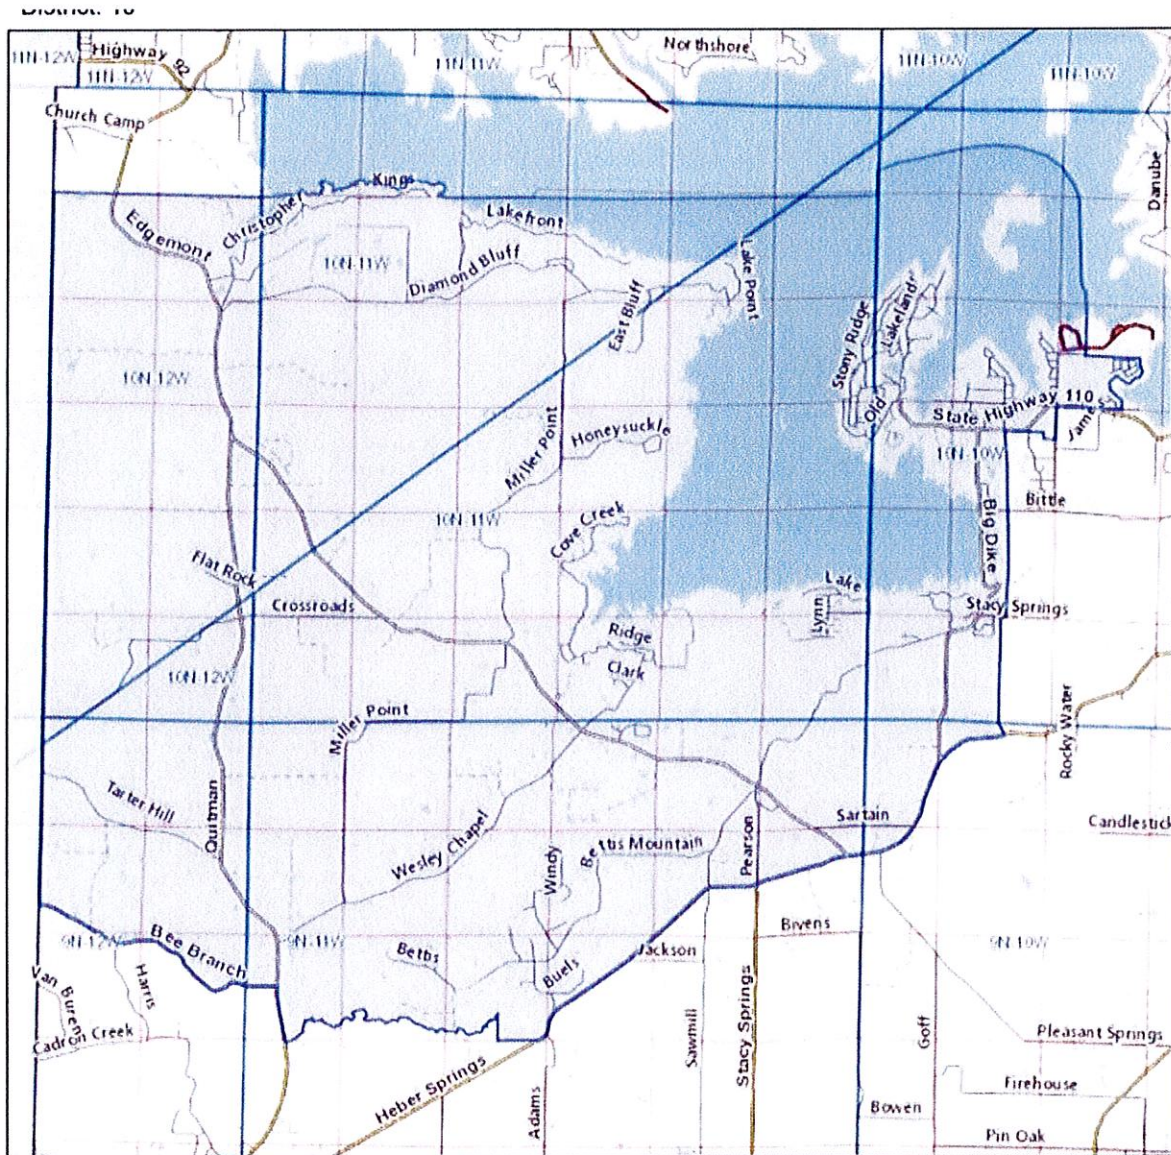 District: 10
11N-12W
Highway 92
11N-12W
11N-11W
Northshore
11N-10W
11N-10W
Church Camp
Kings
Danube
Christopher
Lakefront
Edgemont
10N-11W
Diamond Bluff
Lake Point
East Bluff
Stony Ridge
Lakeland
10N-12W
Old
State Highway 110
James
Miller Point
Honeysuckle
10N-10W
Bittle
10N-11W
Cove Creek
Big Dike
Flat Rock
Lake
Crossroads
Lynn
Stacy Springs
Ridge
Clark
10N-12W
Miller Point
Rocky Water
Tarter Hill
Quitman
Sartain
Candlestick
Wesley Chapel
Windy
Bettis Mountain
Pearson
9N-12W
Bee Branch
9N-11W
Bivens
9N-10W
Betbs
Jackson
Van Buren
Harris
Buels
Cadron Creek
Sawmill
Stacy Springs
Goff
Pleasant Springs
Heber Springs
Adams
Firehouse
Bowen
Pin Oak